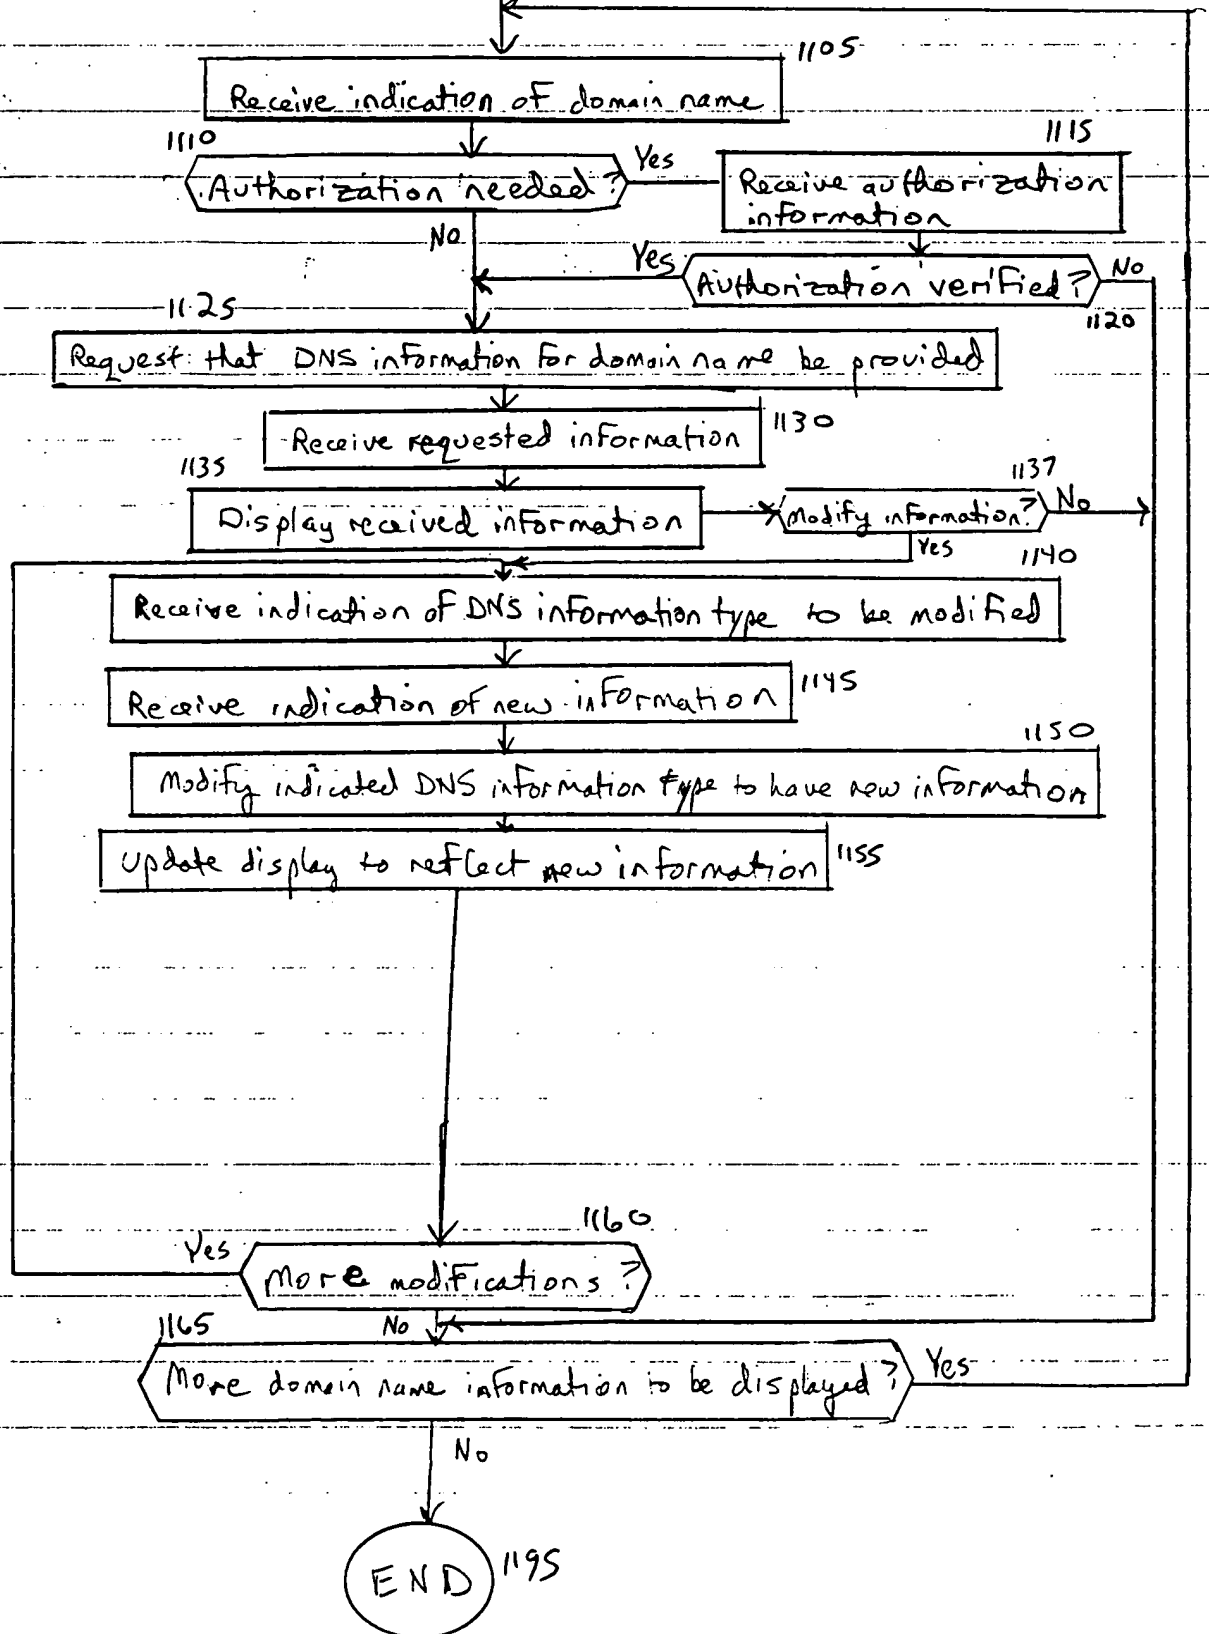 1105
Receive indication of domain name
1110
Authorization needed?
Yes
1115
Receive authorization
information
No
Yes
Authorization verified?
No
1120
1125
Request that DNS information for domain name be provided
Receive requested information
1130
1135
Display received information
1137
Modify information?
No
Yes
1140
Receive indication of DNS information type to be modified
Receive indication of new information
1145
1150
Modify indicated DNS information type to have new information
Update display to reflect new information
1155
1160
Yes
More modifications?
No
1165
More domain name information to be displayed?
Yes
No
END
1195